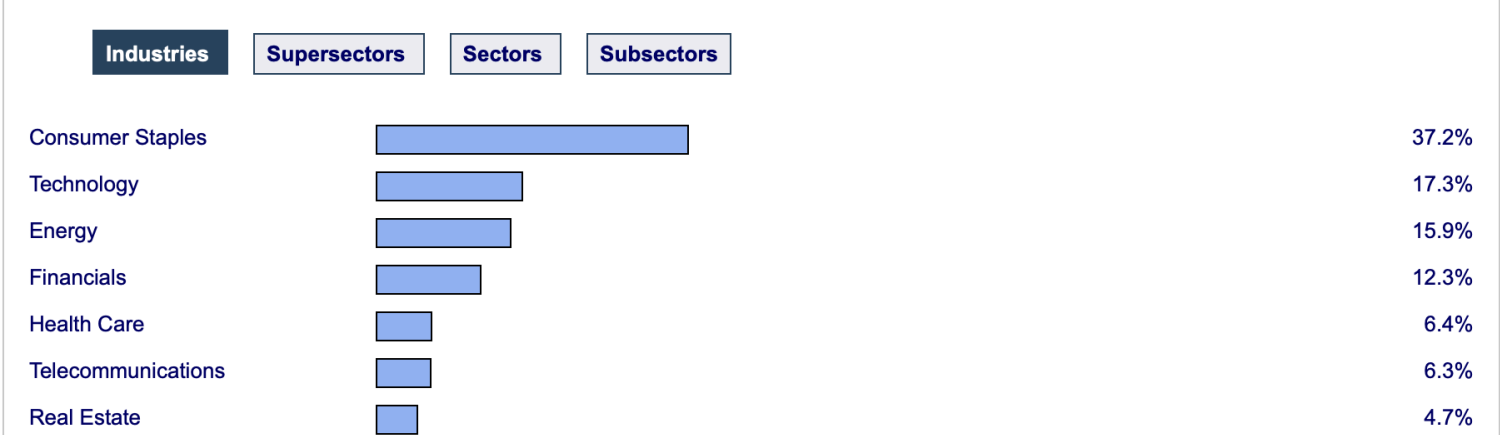 Industries Supersectors Sectors Subsectors
Consumer Staples 37.2%
Technology 17.3%
Energy 15.9%
Financials 12.3%
Health Care 6.4%
Telecommunications 6.3%
Real Estate 4.7%